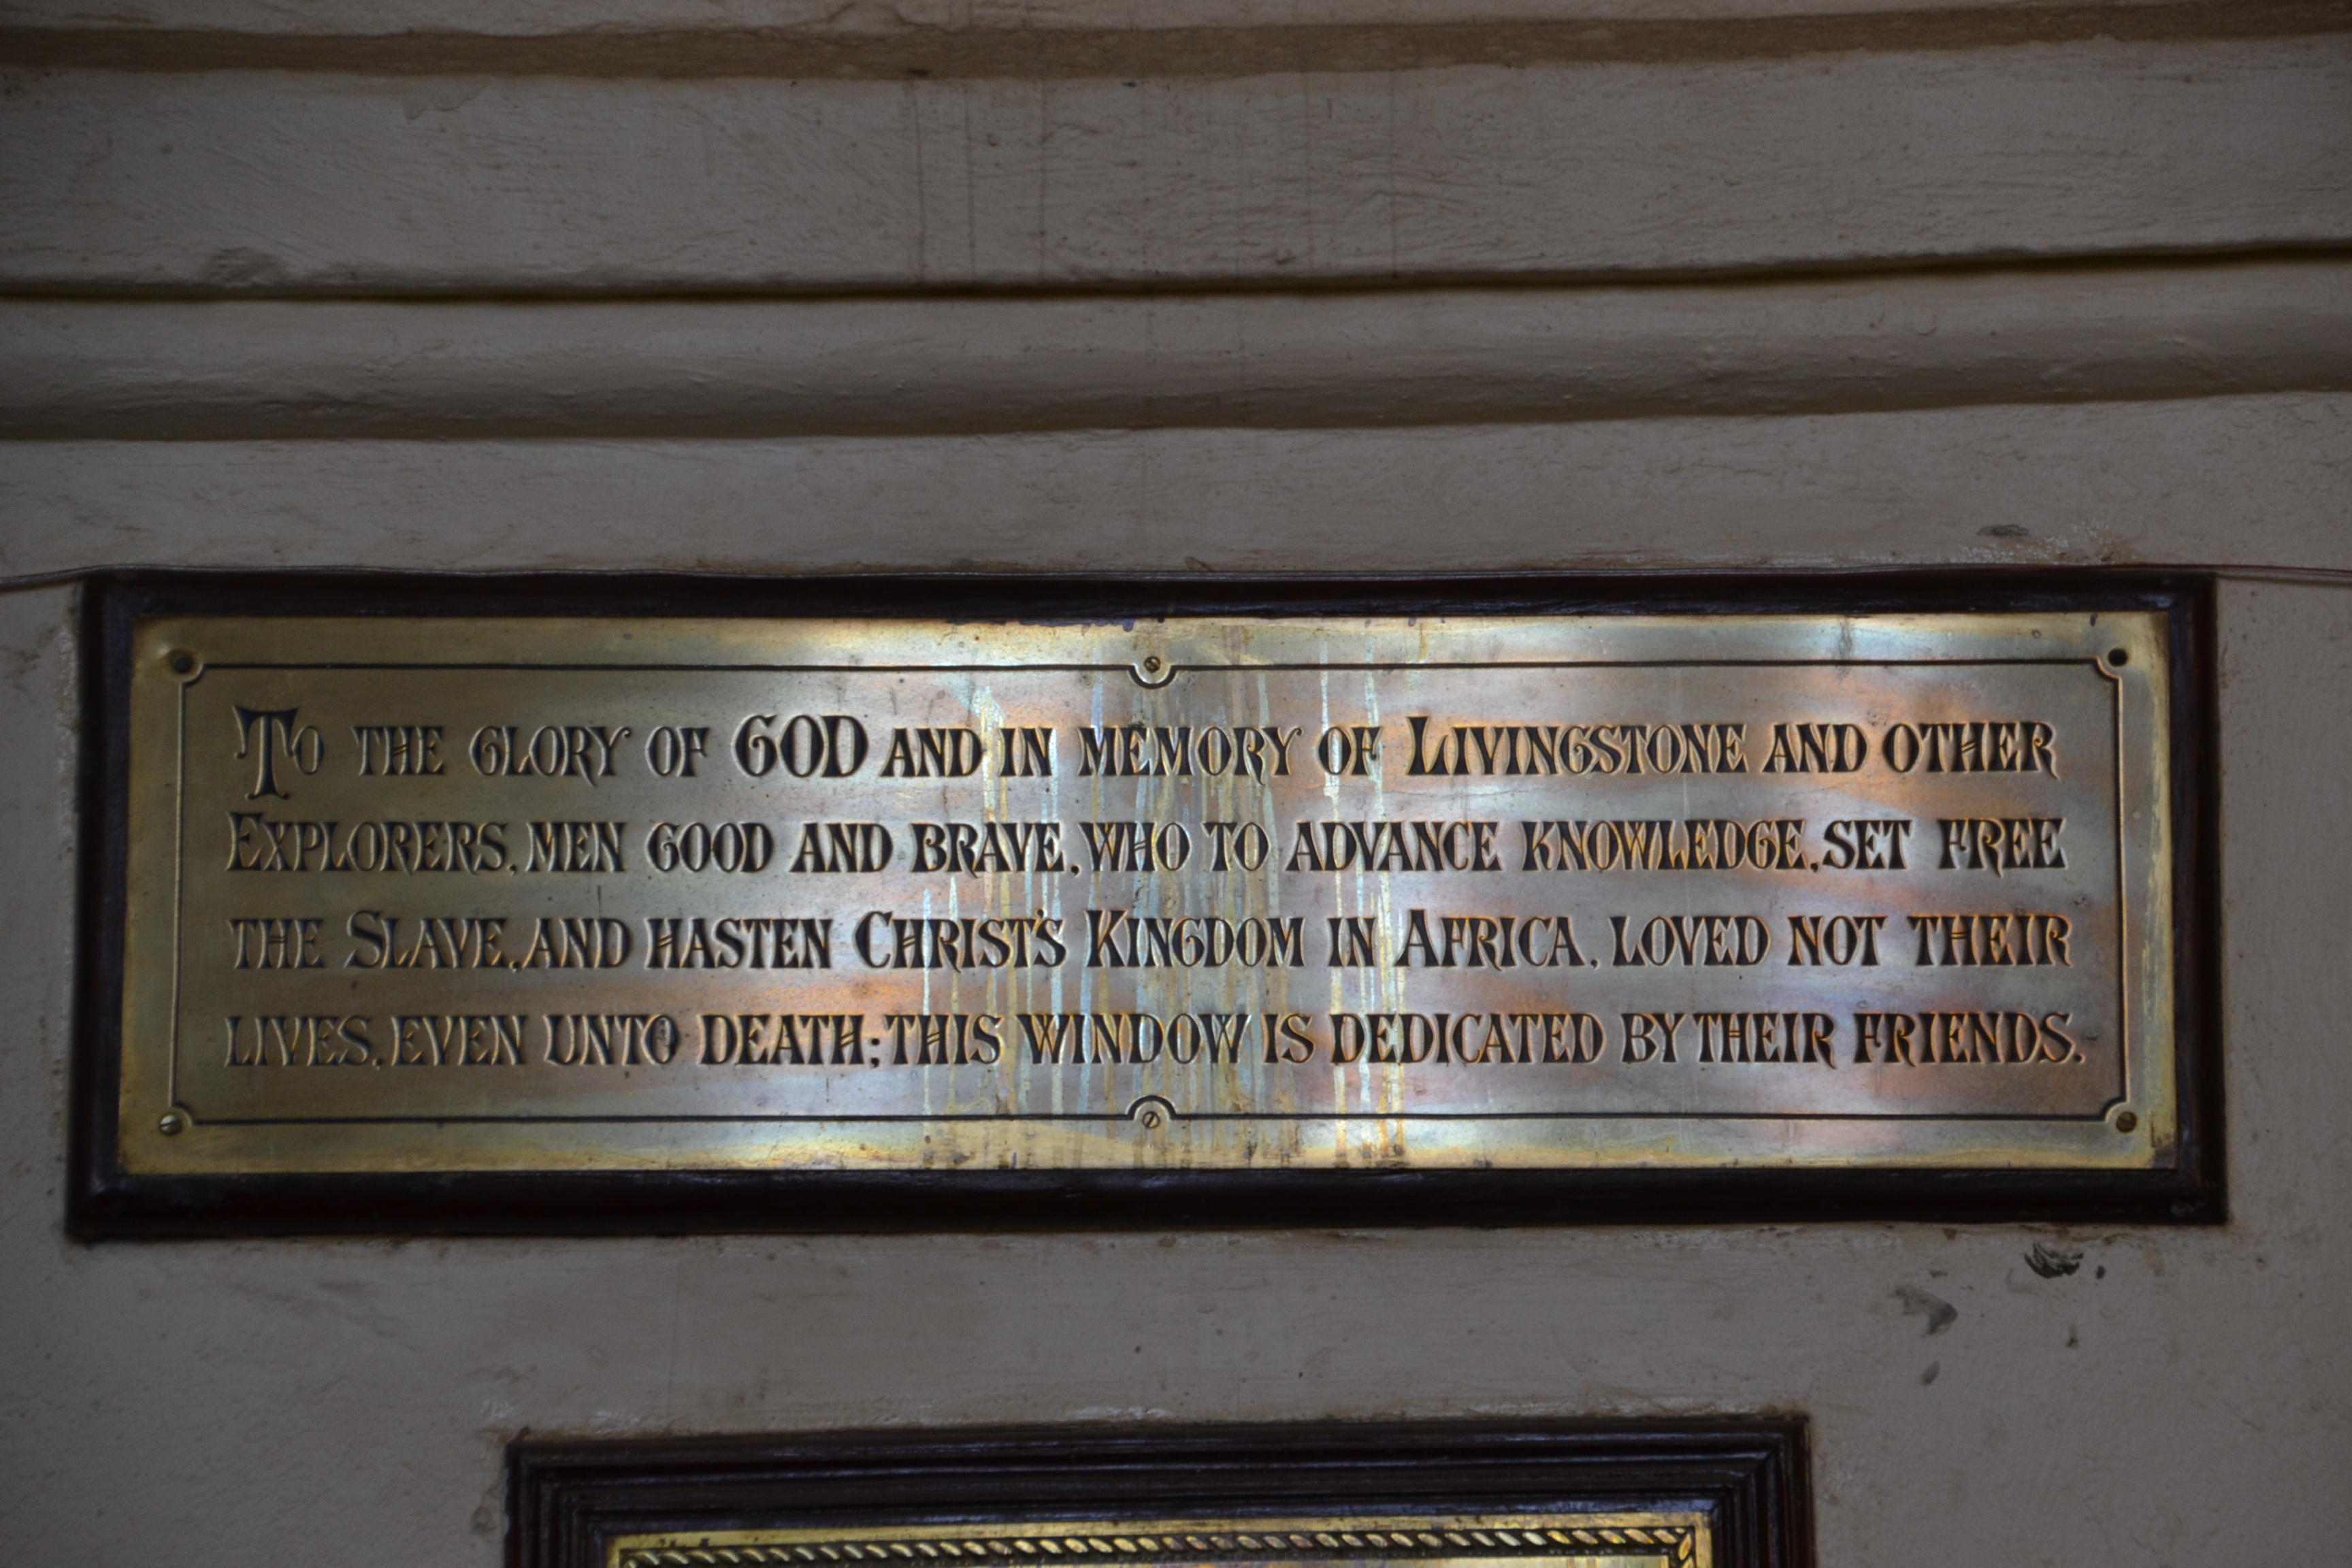 To THE GLORY OF GOD AND IN MEMORY OF LIVINGSTONE AND OTHER
EXPLORERS, MEN GOOD AND BRAVE, WHO TO ADVANCE KNOWLEDGE, SET FREE
THE SLAVE, AND HASTEN CHRIST'S KINGDOM IN AFRICA, LOVED NOT THEIR
LIVES, EVEN UNTO DEATH; THIS WINDOW IS DEDICATED BY THEIR FRIENDS.